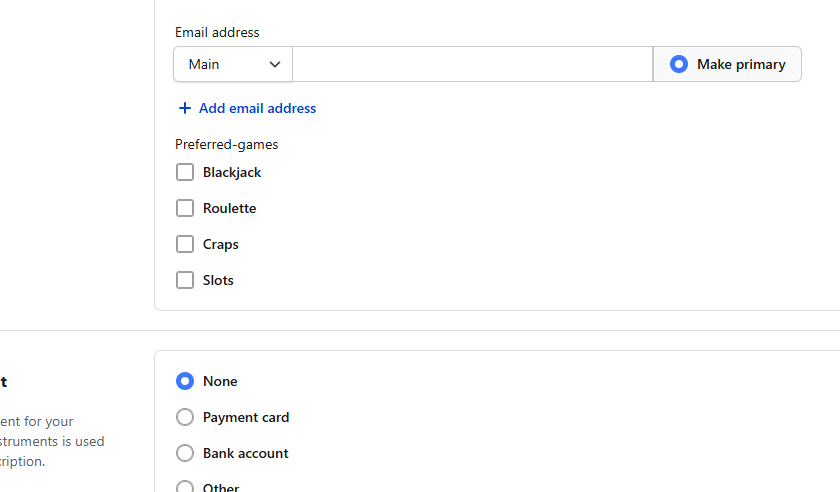 Email address
Main
Make primary
Add email address
Preferred-games
Blackjack
Roulette
Craps
Slots
t
ent for your
struments is used
cription.
None
Payment card
Bank account
Other